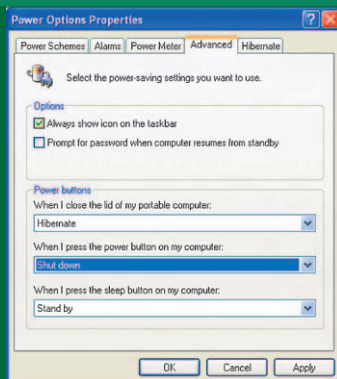 Power Options Properties
Power Schemes Alarms Power Meter Advanced Hibernate
Select the power-saving settings you want to use.
Options
Always show icon on the taskbar
Prompt for password when computer resumes from standby
Power buttons
When I close the lid of my portable computer:
Hibernate
When I press the power button on my computer:
Shut down
When I press the sleep button on my computer:
Stand by
OK Cancel Apply